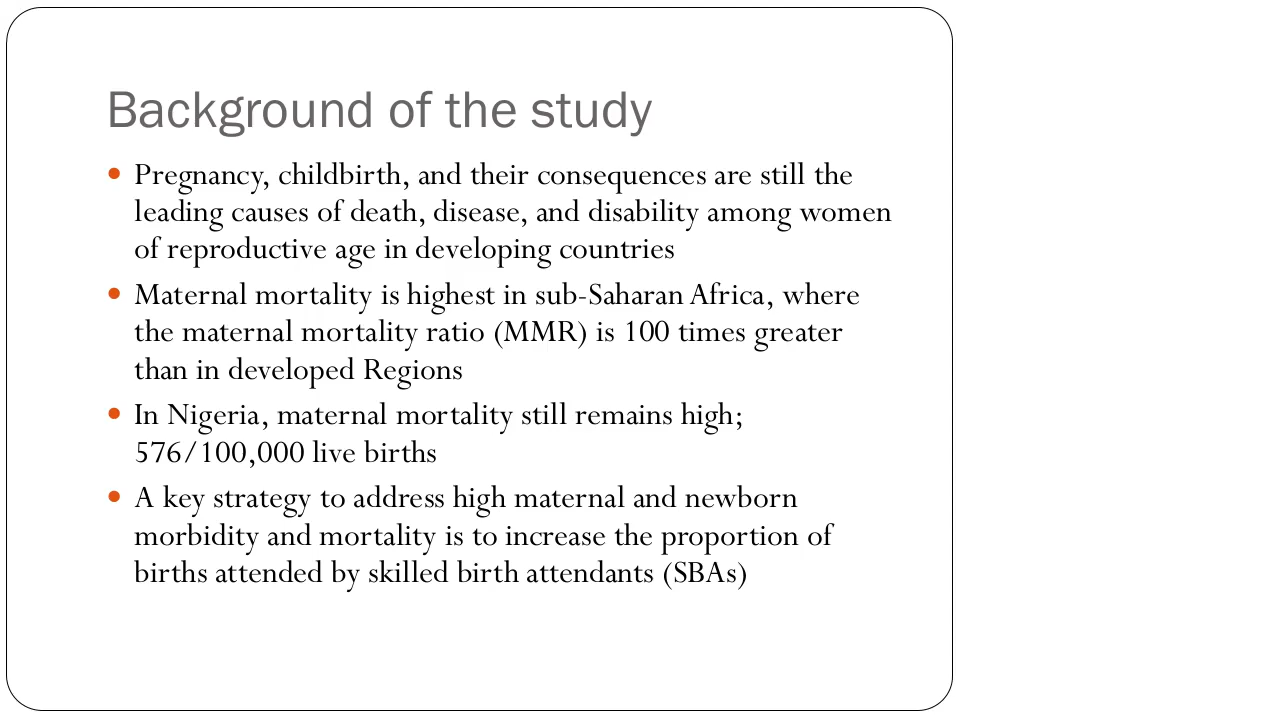 Background of the study
• Pregnancy, childbirth, and their consequences are still the
leading causes of death, disease, and disability among women
of reproductive age in developing countries
• Maternal mortality is highest in sub-Saharan Africa, where
the maternal mortality ratio (MMR) is 100 times greater
than in developed Regions
• In Nigeria, maternal mortality still remains high;
576/100,000 live births
• A key strategy to address high maternal and newborn
morbidity and mortality is to increase the proportion of
births attended by skilled birth attendants (SBAs)